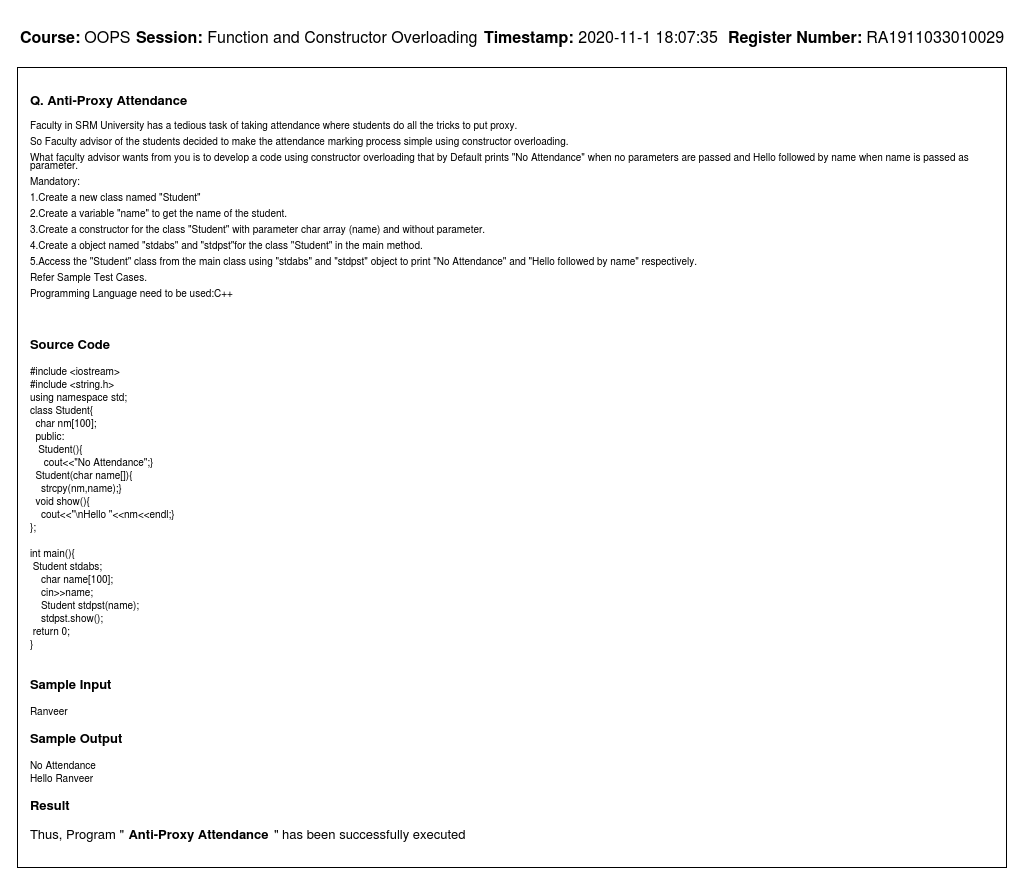 Course: OOPS Session: Function and Constructor Overloading Timestamp: 2020-11-1 18:07:35 Register Number: RA1911033010029
Q. Anti-Proxy Attendance
Faculty in SRM University has a tedious task of taking attendance where students do all the tricks to put proxy.
So Faculty advisor of the students decided to make the attendance marking process simple using constructor overloading.
What faculty advisor wants from you is to develop a code using constructor overloading that by Default prints "No Attendance" when no parameters are passed and Hello followed by name when name is passed as
parameter.
Mandatory:
1.Create a new class named "Student"
2.Create a variable "name" to get the name of the student.
3.Create a constructor for the class "Student" with parameter char array (name) and without parameter.
4.Create a object named "stdabs" and "stdpst"for the class "Student" in the main method.
5.Access the "Student" class from the main class using "stdabs" and "stdpst" object to print "No Attendance" and "Hello followed by name" respectively.
Refer Sample Test Cases.
Programming Language need to be used:C++
Source Code
#include <iostream>
#include <string.h>
using namespace std;
class Student{
  char nm[100];
  public:
   Student(){
     cout<<"No Attendance";}
  Student(char name[]){
    strcpy(nm,name);}
  void show(){
    cout<<"\nHello "<<nm<<endl;}
};
int main(){
 Student stdabs;
    char name[100];
    cin>>name;
    Student stdpst(name);
    stdpst.show();
 return 0;
}
Sample Input
Ranveer
Sample Output
No Attendance
Hello Ranveer
Result
Thus, Program " Anti-Proxy Attendance " has been successfully executed